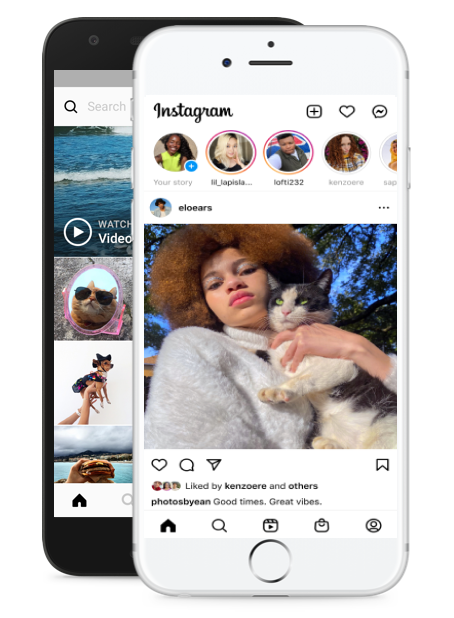 Search
WATCH
Video
Instagram
Your story
lil_lapisla...
lofti232
kenzoere
sap
eloears
Liked by kenzoere and others
photosbyean Good times. Great vibes.